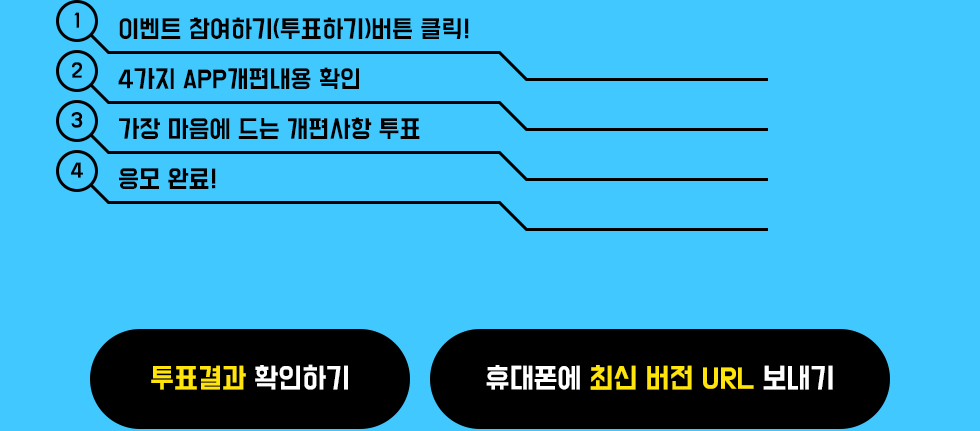 1 이벤트 참여하기(투표하기)버튼 클릭!
2 4가지 APP개편내용 확인
3 가장 마음에 드는 개편사항 투표
4 응모 완료!
투표결과 확인하기
휴대폰에 최신 버전 URL 보내기